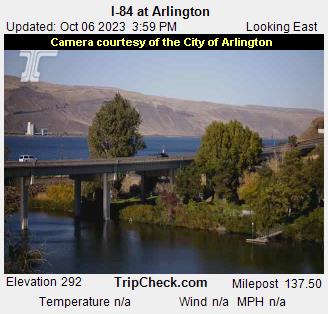 I-84 at Arlington
Updated: Oct 06 2023 3:59 PM Looking East
Camera courtesy of the City of Arlington
Elevation 292 TripCheck.com Milepost 137.50
Temperature n/a Wind n/a MPH n/a